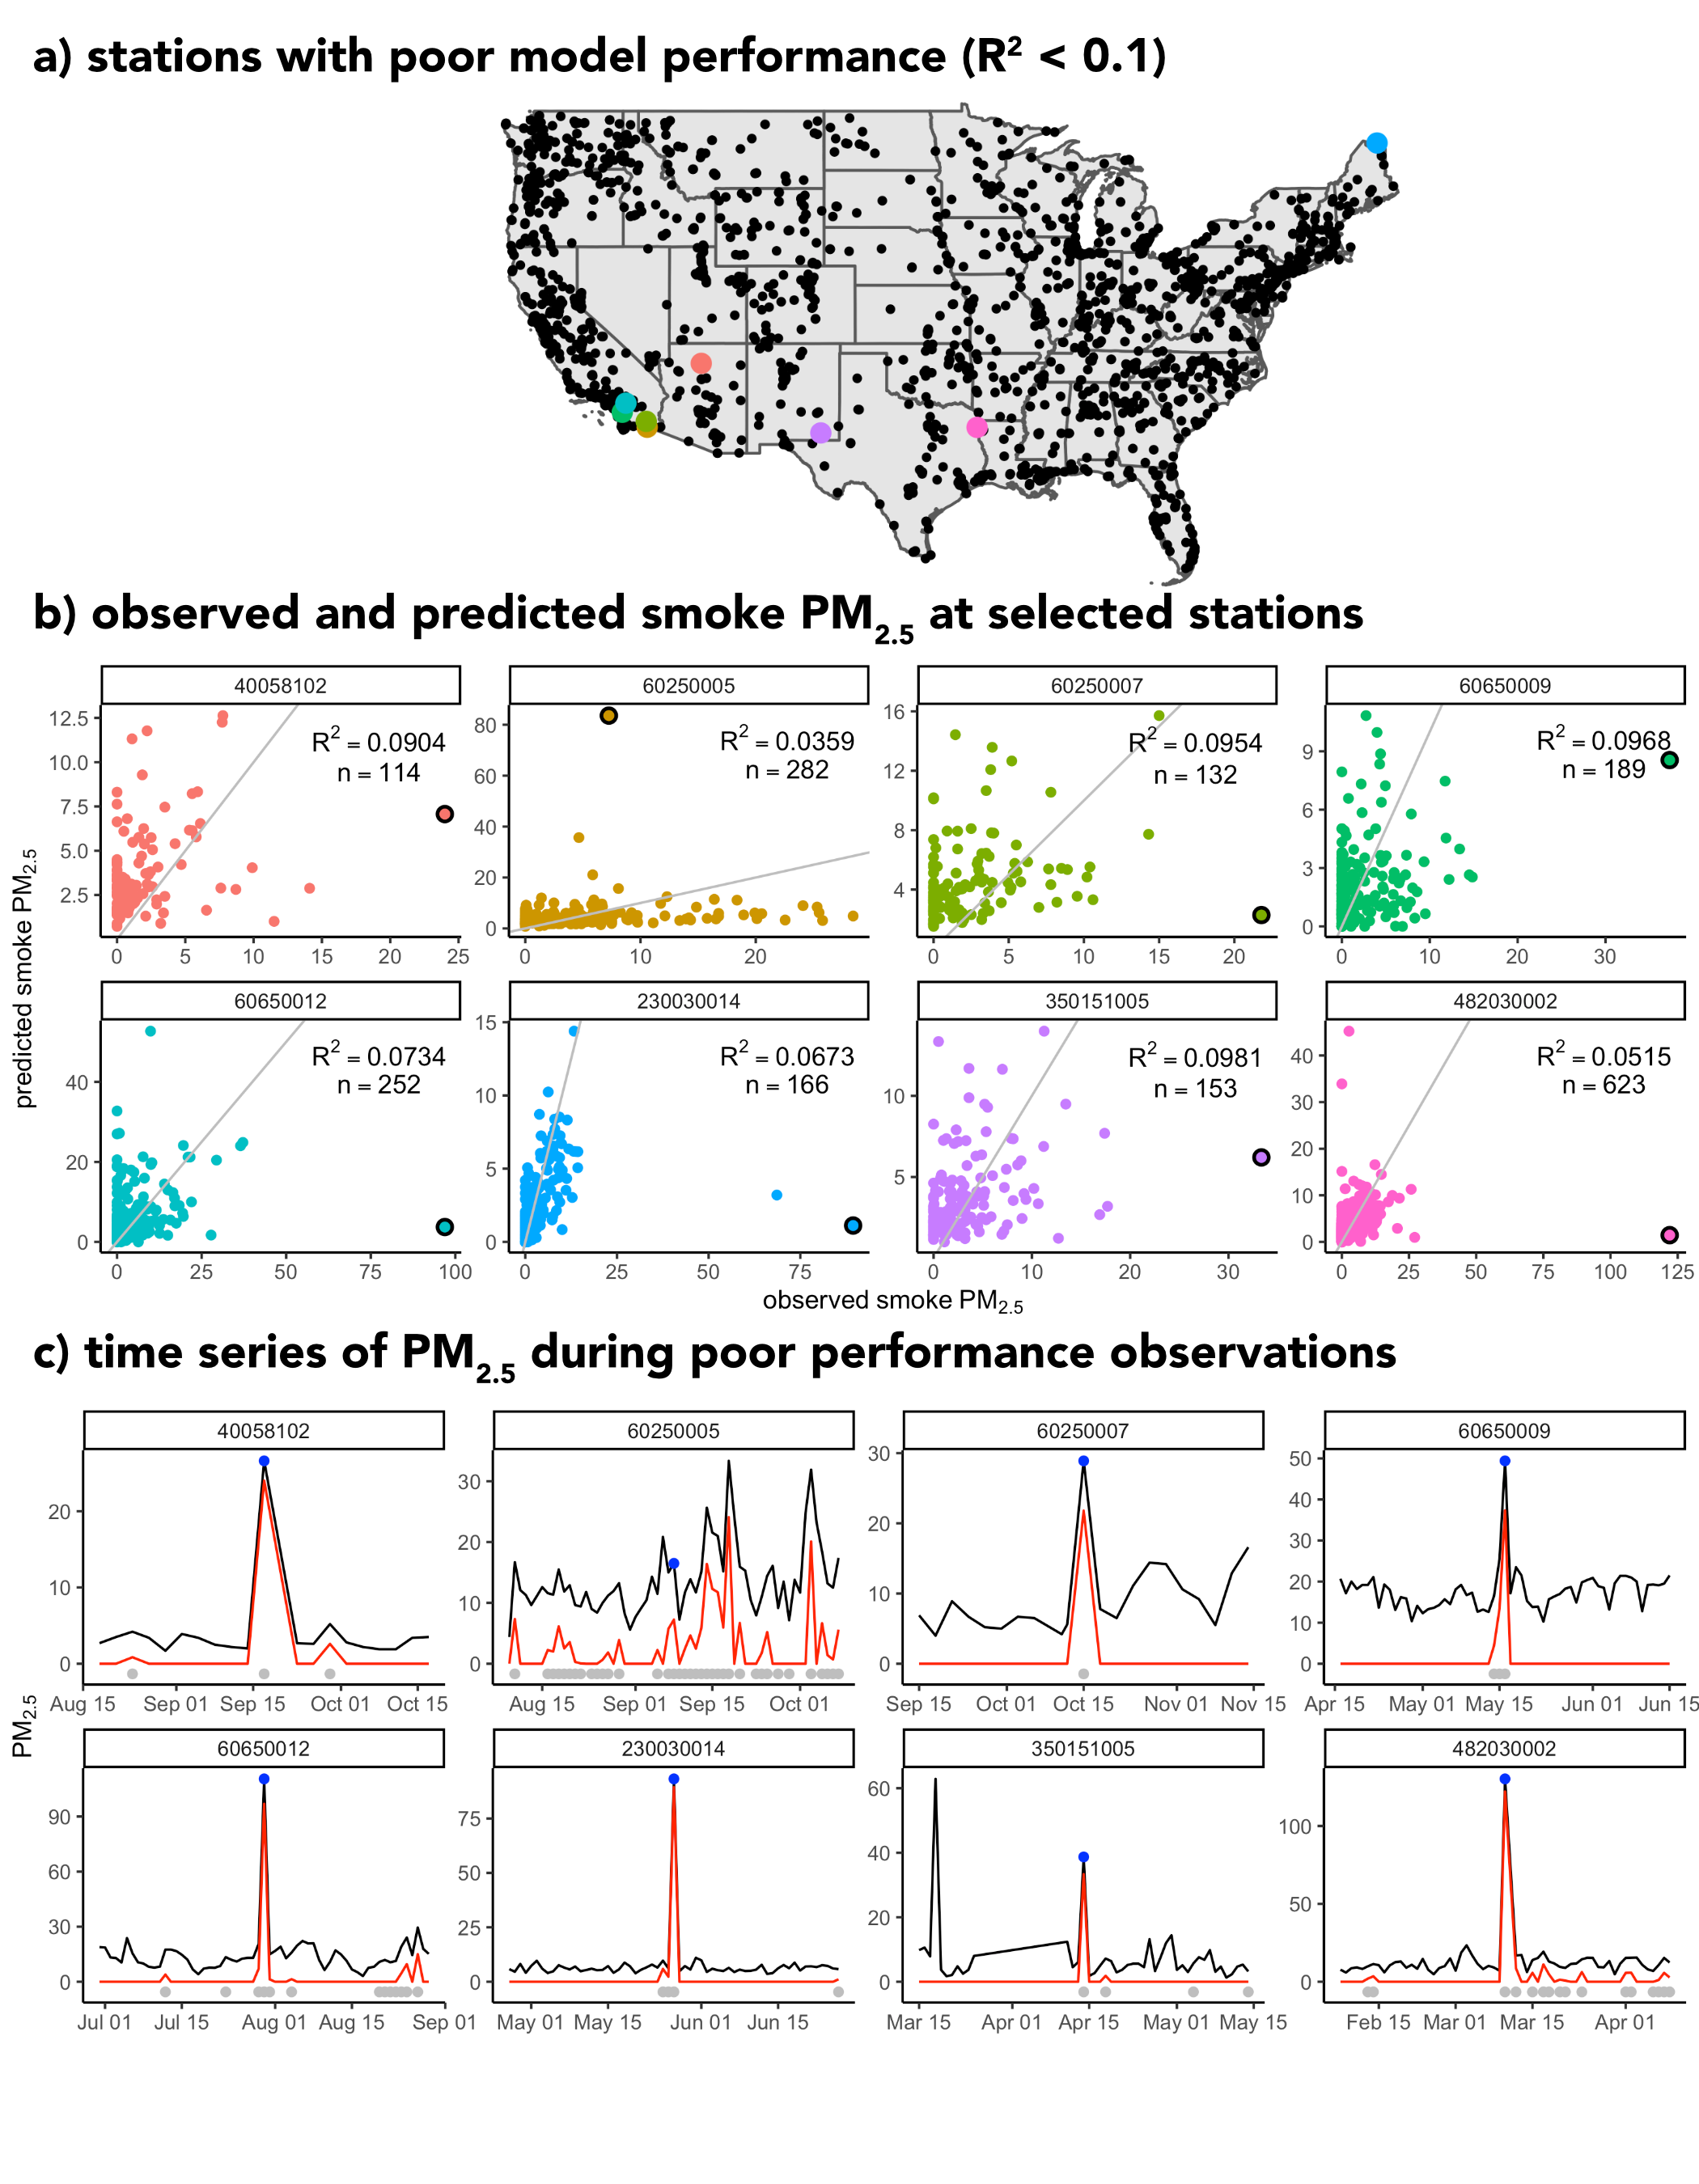 a) stations with poor model performance (R² < 0.1)
b) observed and predicted smoke PM2.5 at selected stations
40058102 60250005 60250007 60650009
12.5 10.0 7.5 5.0 2.5
R² = 0.0904
n = 114
0 5 10 15 20 25
80 60 40 20 0
R² = 0.0359
n = 282
0 10 20
16 12 8 4
R² = 0.0954
n = 132
0 5 10 15 20
9 6 3 0
R² = 0.0968
n = 189
0 10 20 30
predicted smoke PM2.5
60650012 230030014 350151005 482030002
40 20 0
R² = 0.0734
n = 252
0 25 50 75 100
15 10 5 0
R² = 0.0673
n = 166
0 25 50 75
10 5
R² = 0.0981
n = 153
0 10 20 30
40 30 20 10 0
R² = 0.0515
n = 623
0 25 50 75 100 125
observed smoke PM2.5
c) time series of PM2.5 during poor performance observations
40058102 60250005 60250007 60650009
20 10 0
Aug 15 Sep 01 Sep 15 Oct 01 Oct 15
30 20 10 0
Aug 15 Sep 01 Sep 15 Oct 01
30 20 10 0
Sep 15 Oct 01 Oct 15 Nov 01 Nov 15
50 40 30 20 10 0
Apr 15 May 01 May 15 Jun 01 Jun 15
PM2.5
60650012 230030014 350151005 482030002
90 60 30 0
Jul 01 Jul 15 Aug 01 Aug 15 Sep 01
75 50 25 0
May 01 May 15 Jun 01 Jun 15
60 40 20 0
Mar 15 Apr 01 Apr 15 May 01 May 15
100 50 0
Feb 15 Mar 01 Mar 15 Apr 01